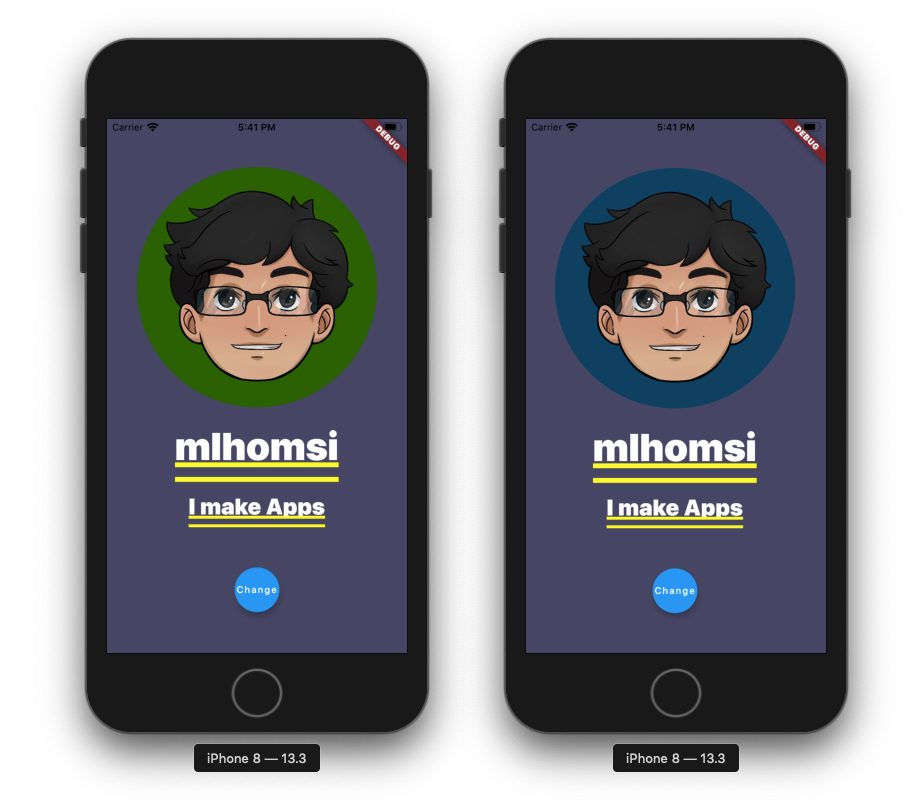 Carrier 5:41 PM DEBUG
mlhomsi
I make Apps
Change
iPhone 8 — 13.3
Carrier 5:41 PM DEBUG
mlhomsi
I make Apps
Change
iPhone 8 — 13.3